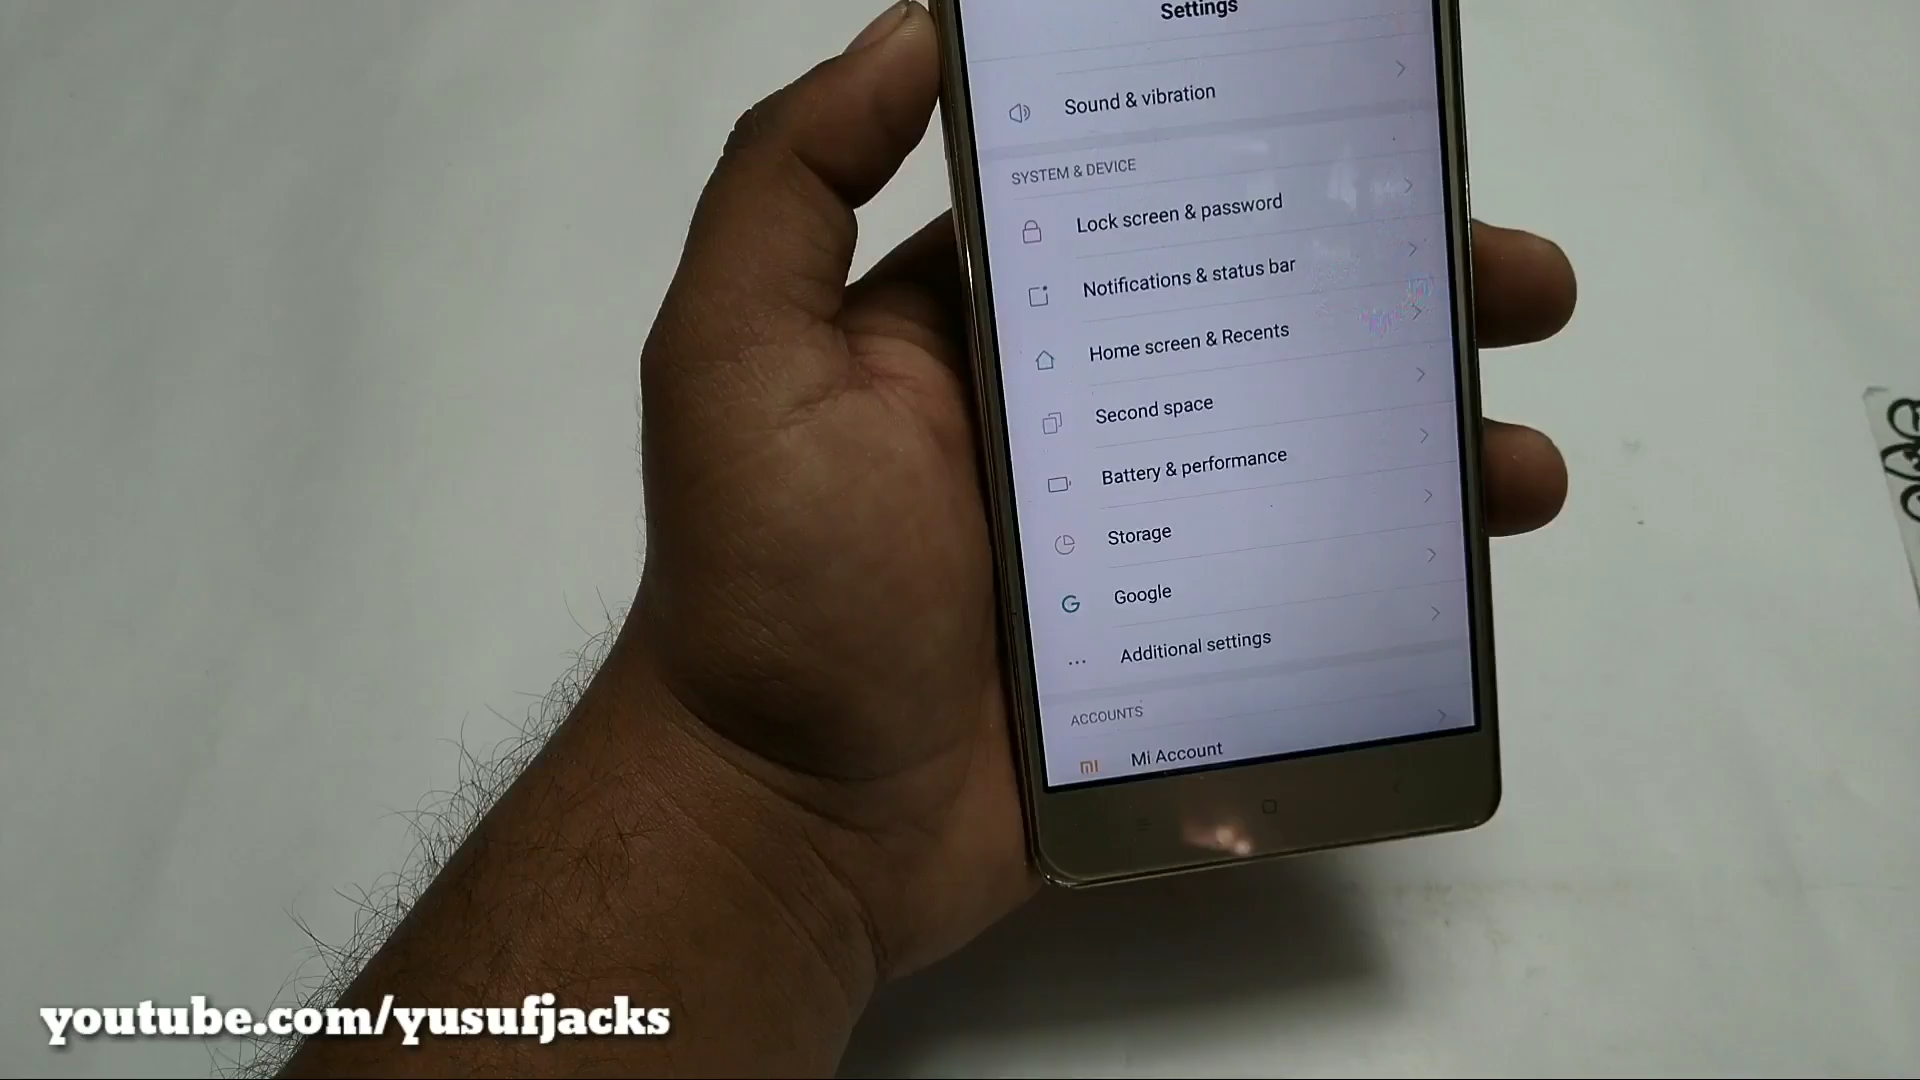 Settings
Sound & vibration
SYSTEM & DEVICE
Lock screen & password
Notifications & status bar
Home screen & Recents
Second space
Battery & performance
Storage
Google
Additional settings
ACCOUNTS
Mi Account
youtube.com/yusufjacks